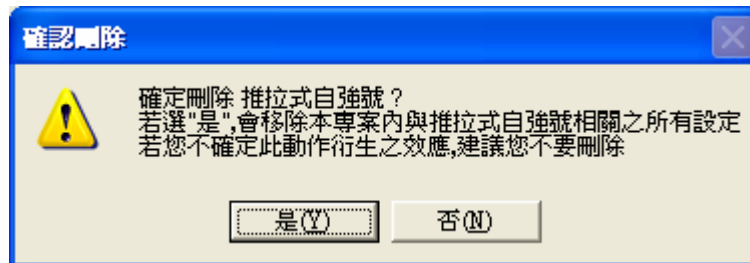 確認刪除
確定刪除 推拉式自強號？
若選"是",會移除本專案內與推拉式自強號相關之所有設定
若您不確定此動作衍生之效應,建議您不要刪除
是(Y)
否(N)